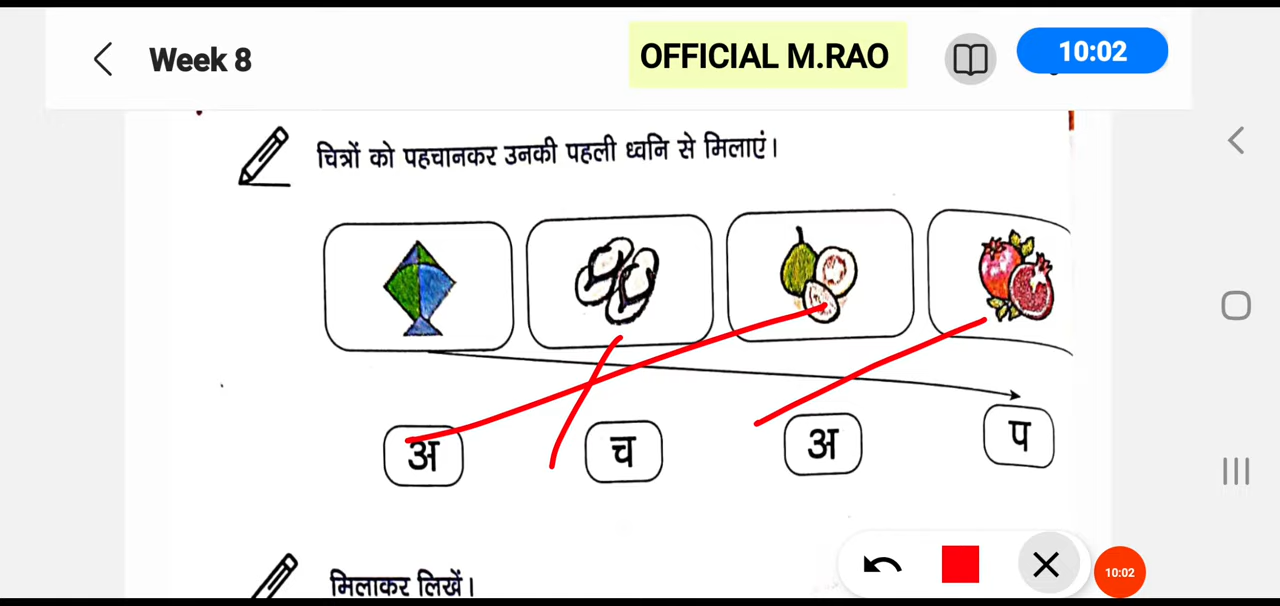 Week 8
OFFICIAL M.RAO
10:02
चित्रों को पहचानकर उनकी पहली ध्वनि से मिलाएं।
अ
च
अ
प
मिलाकर लिखें।
10:02